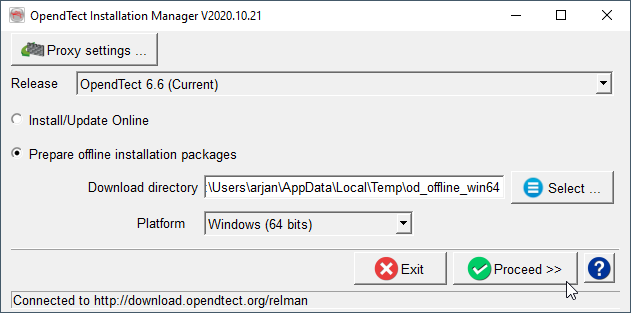 OpendTect Installation Manager V2020.10.21
Proxy settings ...
Release OpendTect 6.6 (Current)
Install/Update Online
Prepare offline installation packages
Download directory :\Users\arjan\AppData\Local\Temp\od_offline_win64 Select ...
Platform Windows (64 bits)
Exit Proceed >> ?
Connected to http://download.opendtect.org/relman